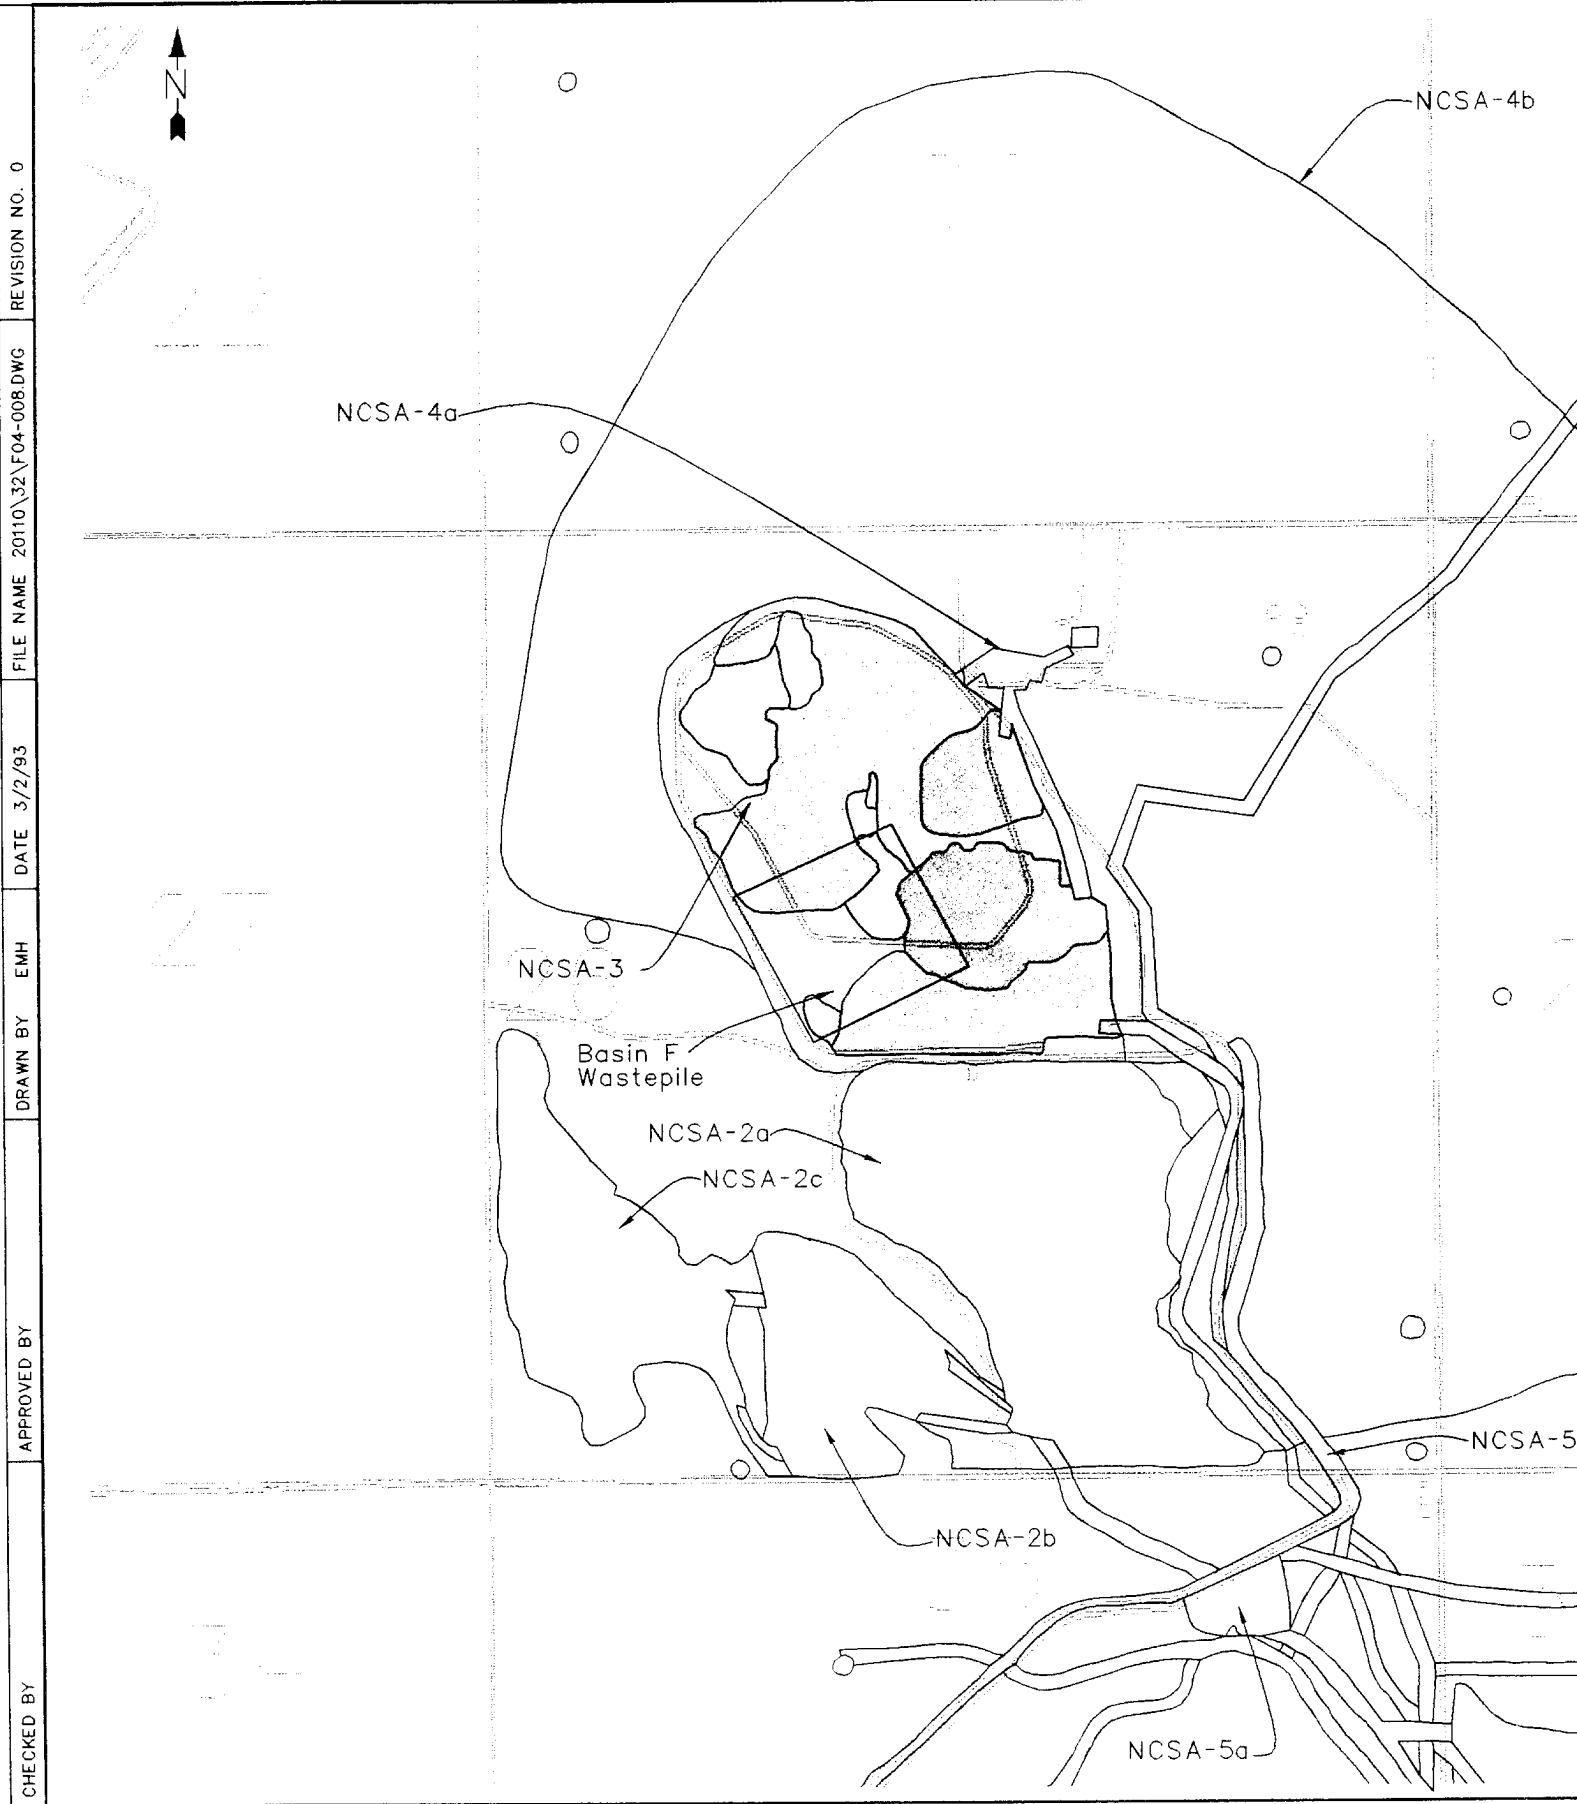 N
NCSA-4b
NCSA-4a
NCSA-3
Basin F
Wastepile
NCSA-2a
NCSA-2c
NCSA-5
NCSA-2b
NCSA-5a
CHECKED BY
APPROVED BY
DRAWN BY EMH
DATE 3/2/93
FILE NAME 20110\32\F04-008.DWG
REVISION NO. 0